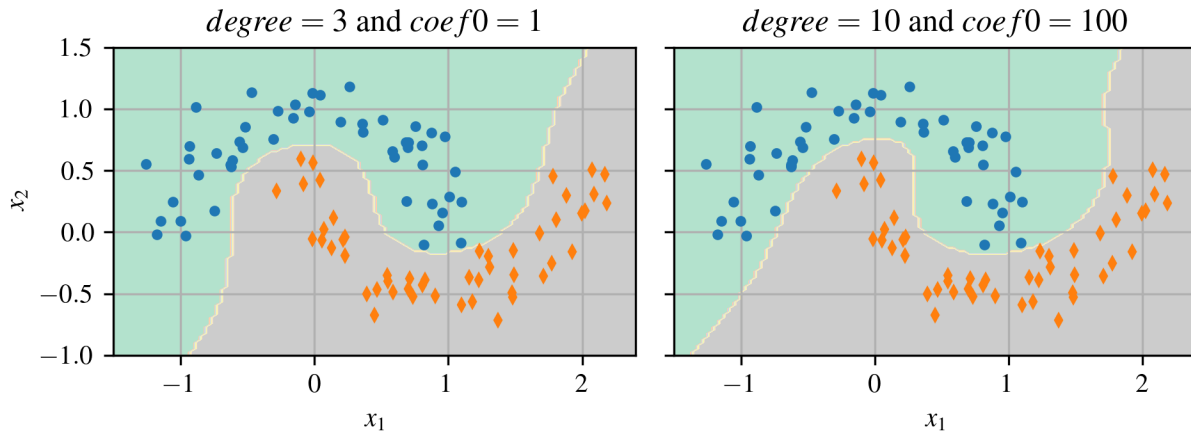 degree = 3 and coef0 = 1
degree = 10 and coef0 = 100
1.5
1.0
0.5
0.0
−0.5
−1.0
x2
−1 0 1 2
−1 0 1 2
x1
x1